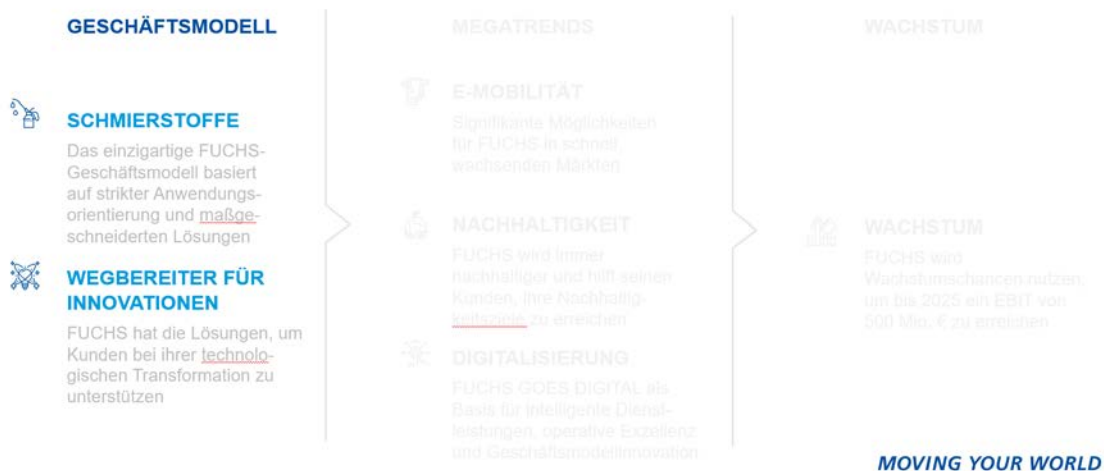 GESCHÄFTSMODELL
SCHMIERSTOFFE
Das einzigartige FUCHS-
Geschäftsmodell basiert
auf strikter Anwendungs-
orientierung und maßge-
schneiderten Lösungen
WEGBEREITER FÜR
INNOVATIONEN
FUCHS hat die Lösungen, um
Kunden bei ihrer technolo-
gischen Transformation zu
unterstützen
MEGATRENDS
E-MOBILITÄT
Signifikante Möglichkeiten
für FUCHS in schnell
wachsenden Märkten
NACHHALTIGKEIT
FUCHS wird immer
nachhaltiger und hilft seinen
Kunden, ihre Nachhaltig-
keitsziele zu erreichen
DIGITALISIERUNG
FUCHS GOES DIGITAL als
Basis für intelligente Dienst-
leistungen, operative Exzellenz
und Geschäftsmodellinnovation
WACHSTUM
WACHSTUM
FUCHS wird
Wachstumschancen nutzen,
um bis 2025 ein EBIT von
500 Mio. € zu erreichen
MOVING YOUR WORLD